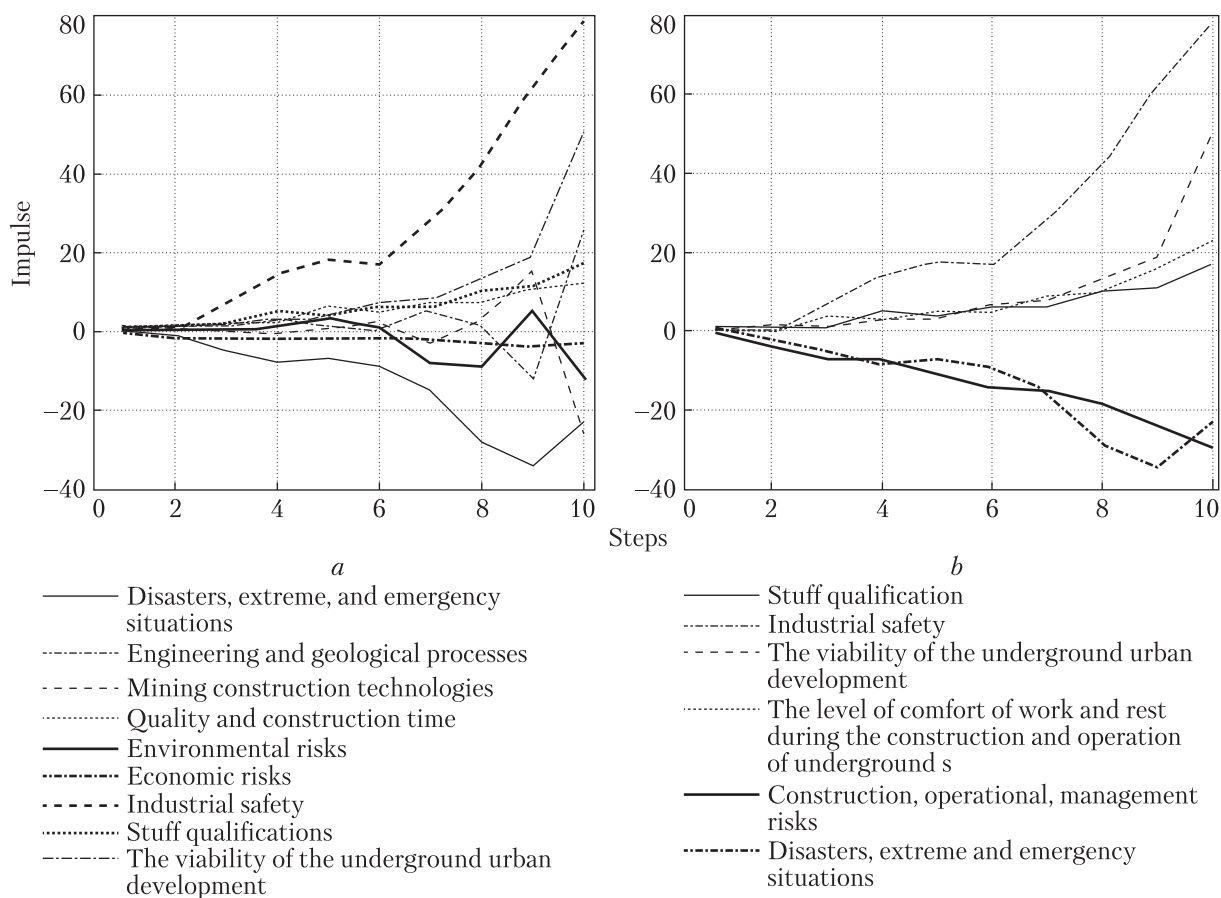 80
60
40
20
0
−20
−40
Impulse
0 2 4 6 8 10
80
60
40
20
0
−20
−40
0 2 4 6 8 10
Steps
a
Disasters, extreme, and emergency
situations
Engineering and geological processes
Mining construction technologies
Quality and construction time
Environmental risks
Economic risks
Industrial safety
Stuff qualifications
The viability of the underground urban
development
b
Stuff qualification
Industrial safety
The viability of the underground urban
development
The level of comfort of work and rest
during the construction and operation
of underground s
Construction, operational, management
risks
Disasters, extreme and emergency
situations